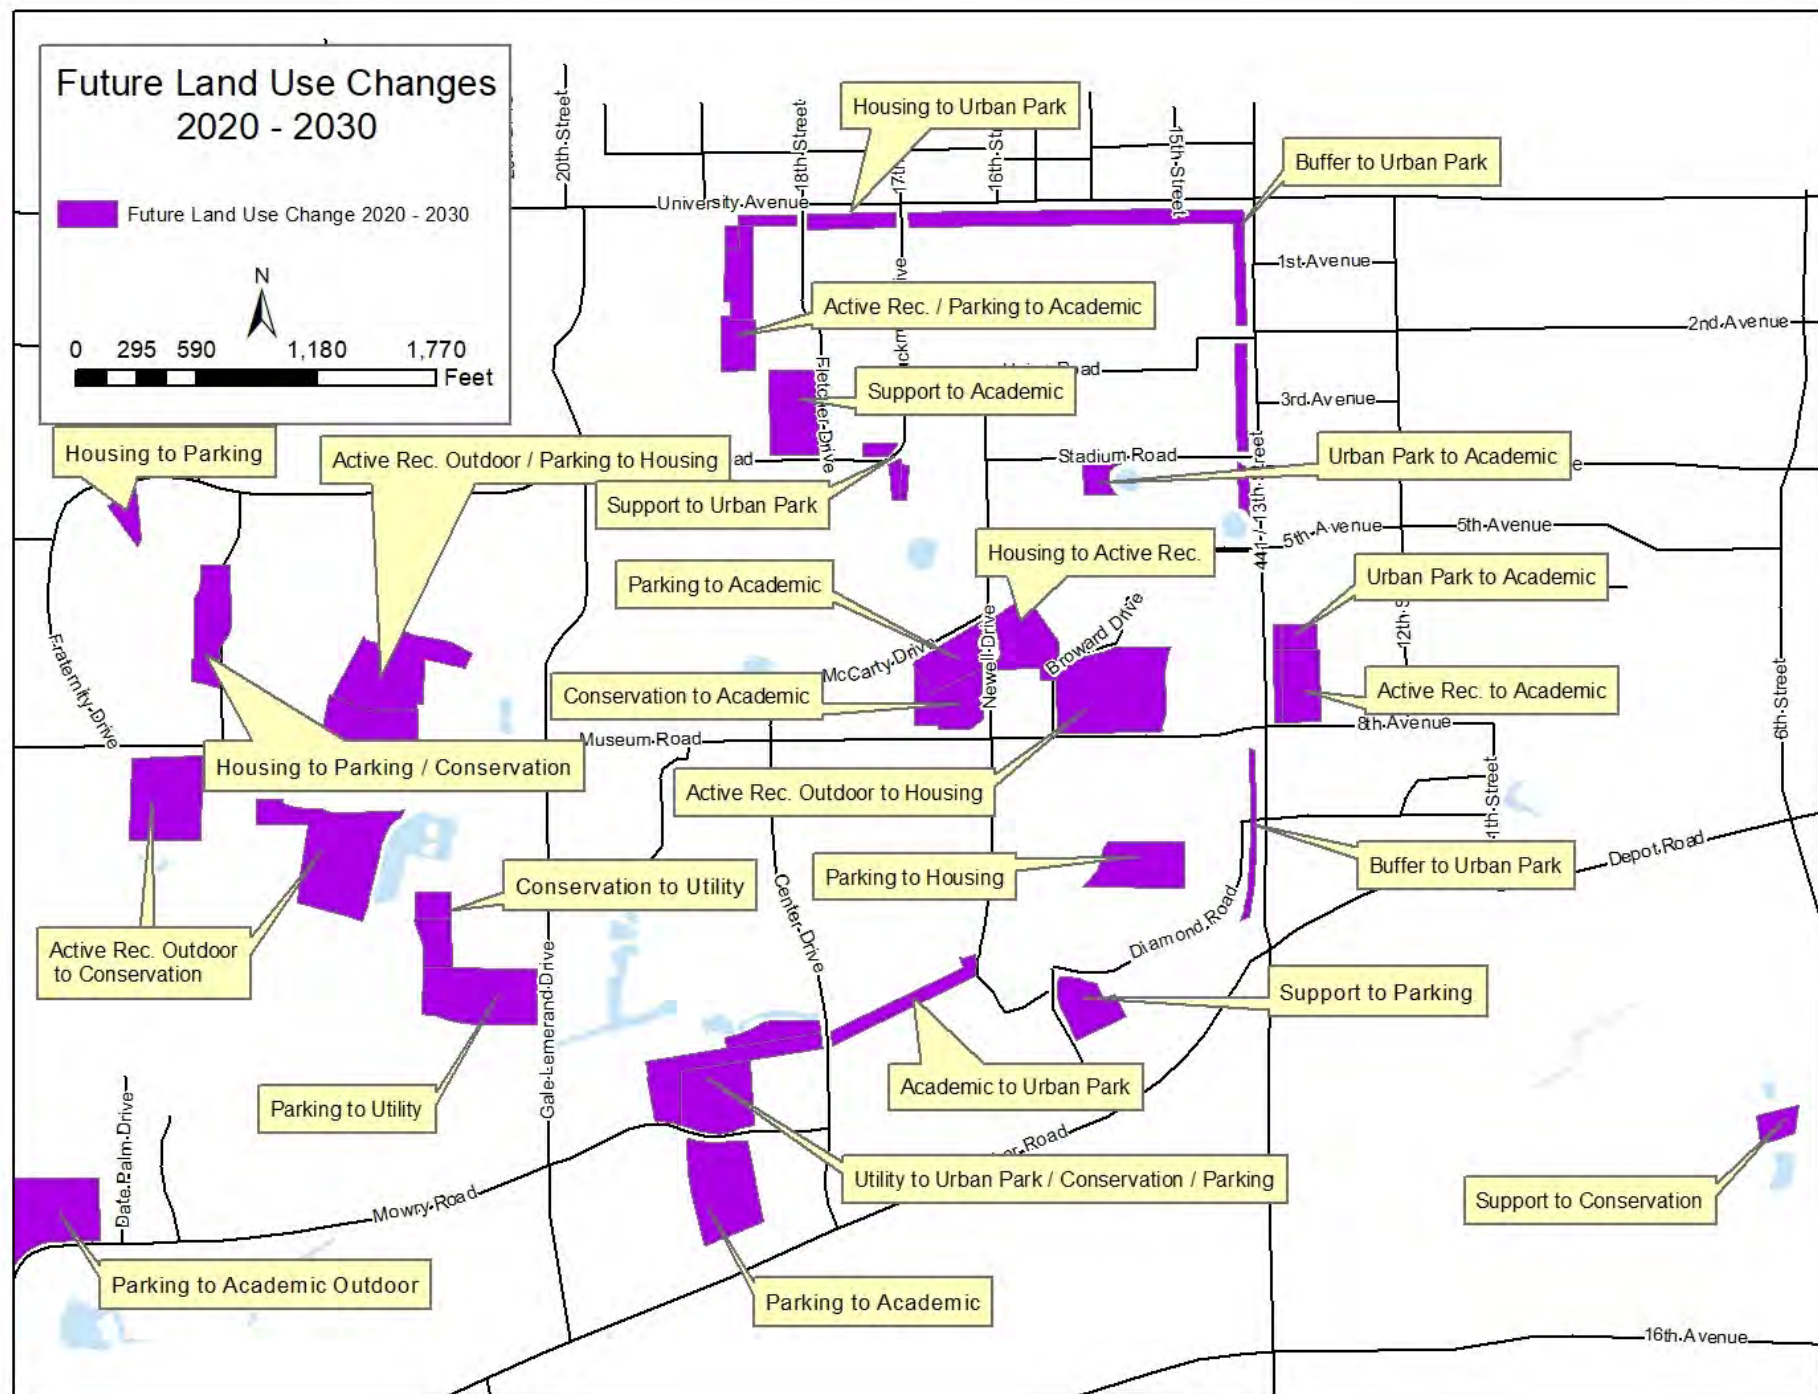 Future Land Use Changes
2020 - 2030
Future Land Use Change 2020 - 2030
N
0 295 590 1,180 1,770
Feet
20th Street
18th Street
17th
16th
15th Street
Housing to Urban Park
Buffer to Urban Park
University Avenue
1st Avenue
2nd Avenue
Active Rec. / Parking to Academic
Road
Fletcher Drive
Support to Academic
3rd Avenue
Housing to Parking
Active Rec. Outdoor / Parking to Housing
Stadium Road
Urban Park to Academic
Support to Urban Park
441 / 13th Street
5th Avenue
5th Avenue
Housing to Active Rec.
Parking to Academic
Urban Park to Academic
Newell Drive
Broward Drive
12th S
McCarty Drive
Fraternity Drive
Conservation to Academic
Active Rec. to Academic
6th Street
8th Avenue
Museum Road
Housing to Parking / Conservation
Active Rec. Outdoor to Housing
Parking to Housing
Buffer to Urban Park
Depot Road
Conservation to Utility
Center Drive
Diamond Road
Active Rec. Outdoor
to Conservation
Gale Lemerand Drive
Support to Parking
Parking to Utility
Academic to Urban Park
Date Palm Drive
Road
Utility to Urban Park / Conservation / Parking
Support to Conservation
Mowry Road
Parking to Academic Outdoor
Parking to Academic
16th Avenue